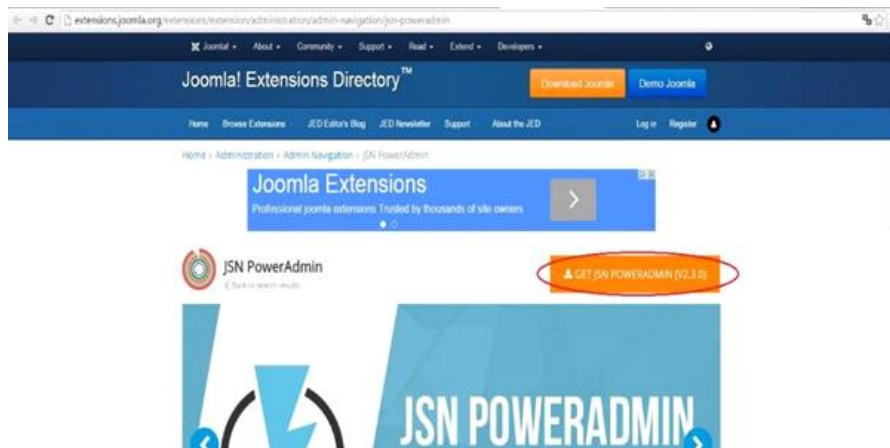 extensions.joomla.org/extensions/extension/administration/admin-navigation/jsn-poweradmin
Joomla! About Community Support Read Extend Developers
Joomla! Extensions Directory™
Download Joomla Demo Joomla
Home Browse Extensions JED Editor's Blog JED Newsletter Support About the JED Log in Register
Home › Administration › Admin Navigation › JSN PowerAdmin
Joomla Extensions
Professional joomla extensions Trusted by thousands of site owners
JSN PowerAdmin
Back to search results
GET JSN POWERADMIN (V2.3.0)
JSN POWERADMIN